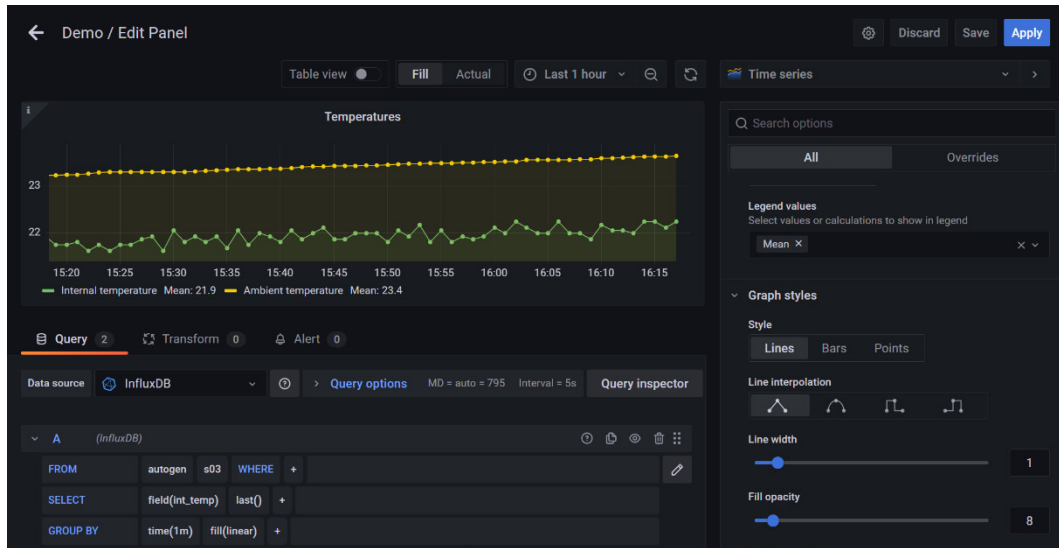 Demo / Edit Panel
Discard Save Apply
Table view Fill Actual Last 1 hour Time series
i
Temperatures
23
22
15:20 15:25 15:30 15:35 15:40 15:45 15:50 15:55 16:00 16:05 16:10 16:15
Internal temperature Mean: 21.9 Ambient temperature Mean: 23.4
Query 2 Transform 0 Alert 0
Data source InfluxDB Query options MD = auto = 795 Interval = 5s Query inspector
A (InfluxDB)
FROM autogen s03 WHERE +
SELECT field(int_temp) last() +
GROUP BY time(1m) fill(linear) +
Search options
All Overrides
Legend values
Select values or calculations to show in legend
Mean ×
Graph styles
Style
Lines Bars Points
Line interpolation
Line width
1
Fill opacity
8